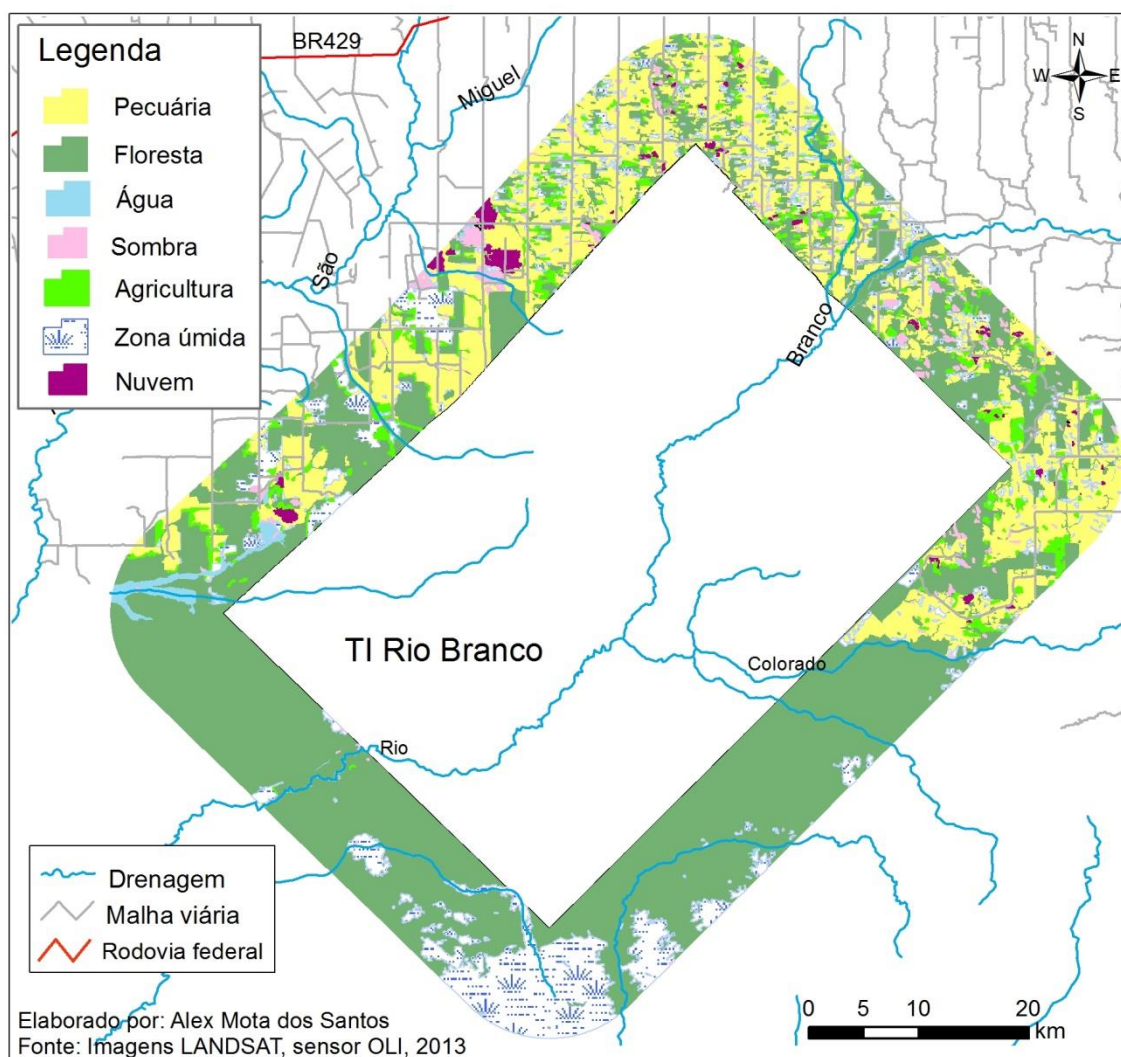 Legenda
Pecuária
Floresta
Água
Sombra
Agricultura
Zona úmida
Nuvem
BR429
Miguel
São
N
W E
S
Branco
TI Rio Branco
Colorado
Rio
Drenagem
Malha viária
Rodovia federal
0 5 10 20
km
Elaborado por: Alex Mota dos Santos
Fonte: Imagens LANDSAT, sensor OLI, 2013